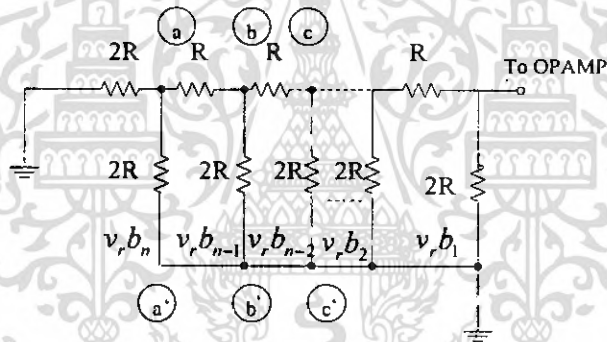 a b c
2R R R R
To OPAMP
2R 2R 2R 2R 2R
v_r b_n v_r b_{n-1} v_r b_{n-2} v_r b_2 v_r b_1
a' b' c'